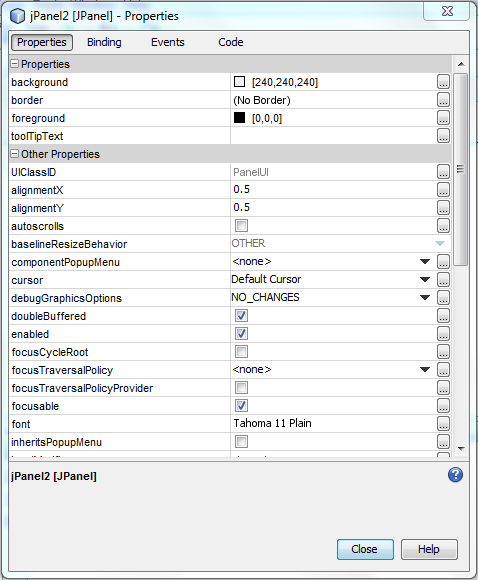 jPanel2 [JPanel] - Properties
Properties Binding Events Code
Properties
background [240,240,240] ...
border (No Border) ...
foreground [0,0,0] ...
toolTipText ...
Other Properties
UIClassID PanelUI ...
alignmentX 0.5 ...
alignmentY 0.5 ...
autoscrolls ...
baselineResizeBehavior OTHER ...
componentPopupMenu <none> ...
cursor Default Cursor ...
debugGraphicsOptions NO_CHANGES ...
doubleBuffered ...
enabled ...
focusCycleRoot ...
focusTraversalPolicy <none> ...
focusTraversalPolicyProvider ...
focusable ...
font Tahoma 11 Plain ...
inheritsPopupMenu ...
jPanel2 [JPanel]
Close Help